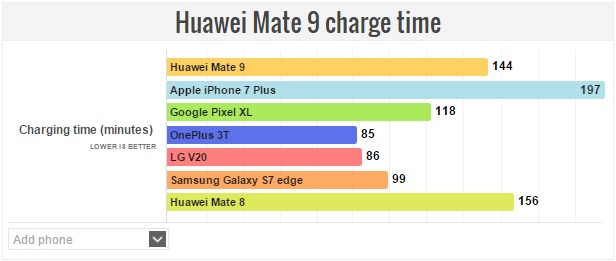 Huawei Mate 9 charge time
Charging time (minutes)
LOWER IS BETTER
Huawei Mate 9 144
Apple iPhone 7 Plus 197
Google Pixel XL 118
OnePlus 3T 85
LG V20 86
Samsung Galaxy S7 edge 99
Huawei Mate 8 156
Add phone